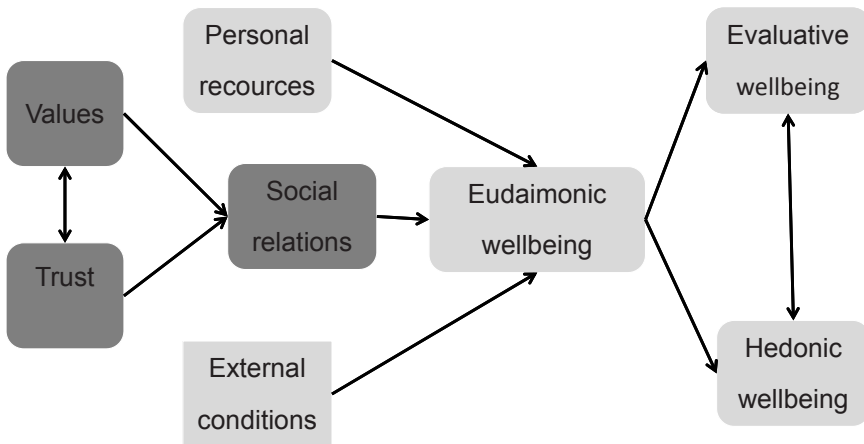 Personal
recources
Evaluative
wellbeing
Values
Social
relations
Eudaimonic
wellbeing
Trust
External
conditions
Hedonic
wellbeing